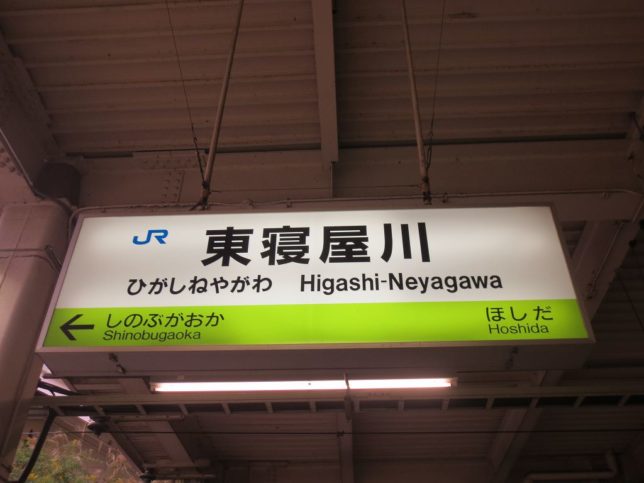 JR 東寝屋川
ひがしねやがわ Higashi-Neyagawa
← しのぶがおか ほしだ
Shinobugaoka Hoshida